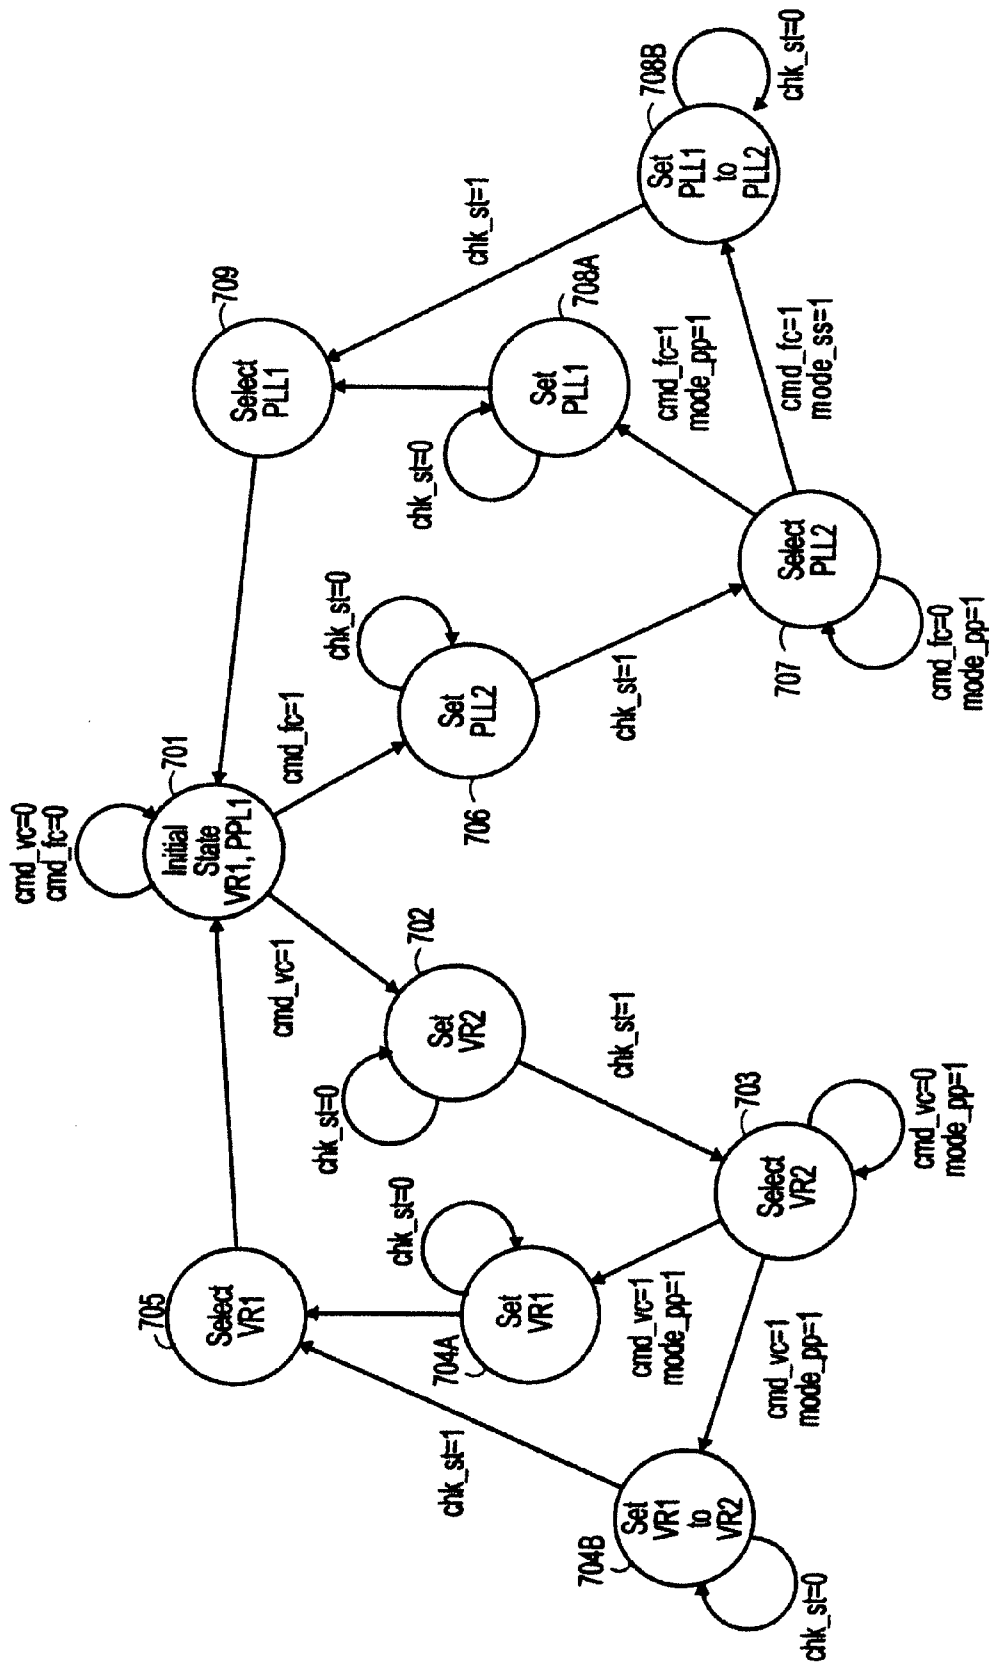 cmd_vc=0
cmd_fc=0
701
Initial
State
VR1, PPL1
705
Select
VR1
709
Select
PLL1
cmd_vc=1
cmd_fc=1
chk_st=1
chk_st=1
704A
Set
VR1
chk_st=0
chk_st=0
702
Set
VR2
706
Set
PLL2
chk_st=0
chk_st=0
708A
Set
PLL1
704B
Set
VR1
to
VR2
chk_st=0
cmd_vc=1
mode_pp=1
cmd_vc=1
mode_pp=1
chk_st=1
703
Select
VR2
cmd_vc=0
mode_pp=1
chk_st=1
707
Select
PLL2
cmd_fc=0
mode_pp=1
cmd_fc=1
mode_pp=1
cmd_fc=1
mode_ss=1
708B
Set
PLL1
to
PLL2
chk_st=0